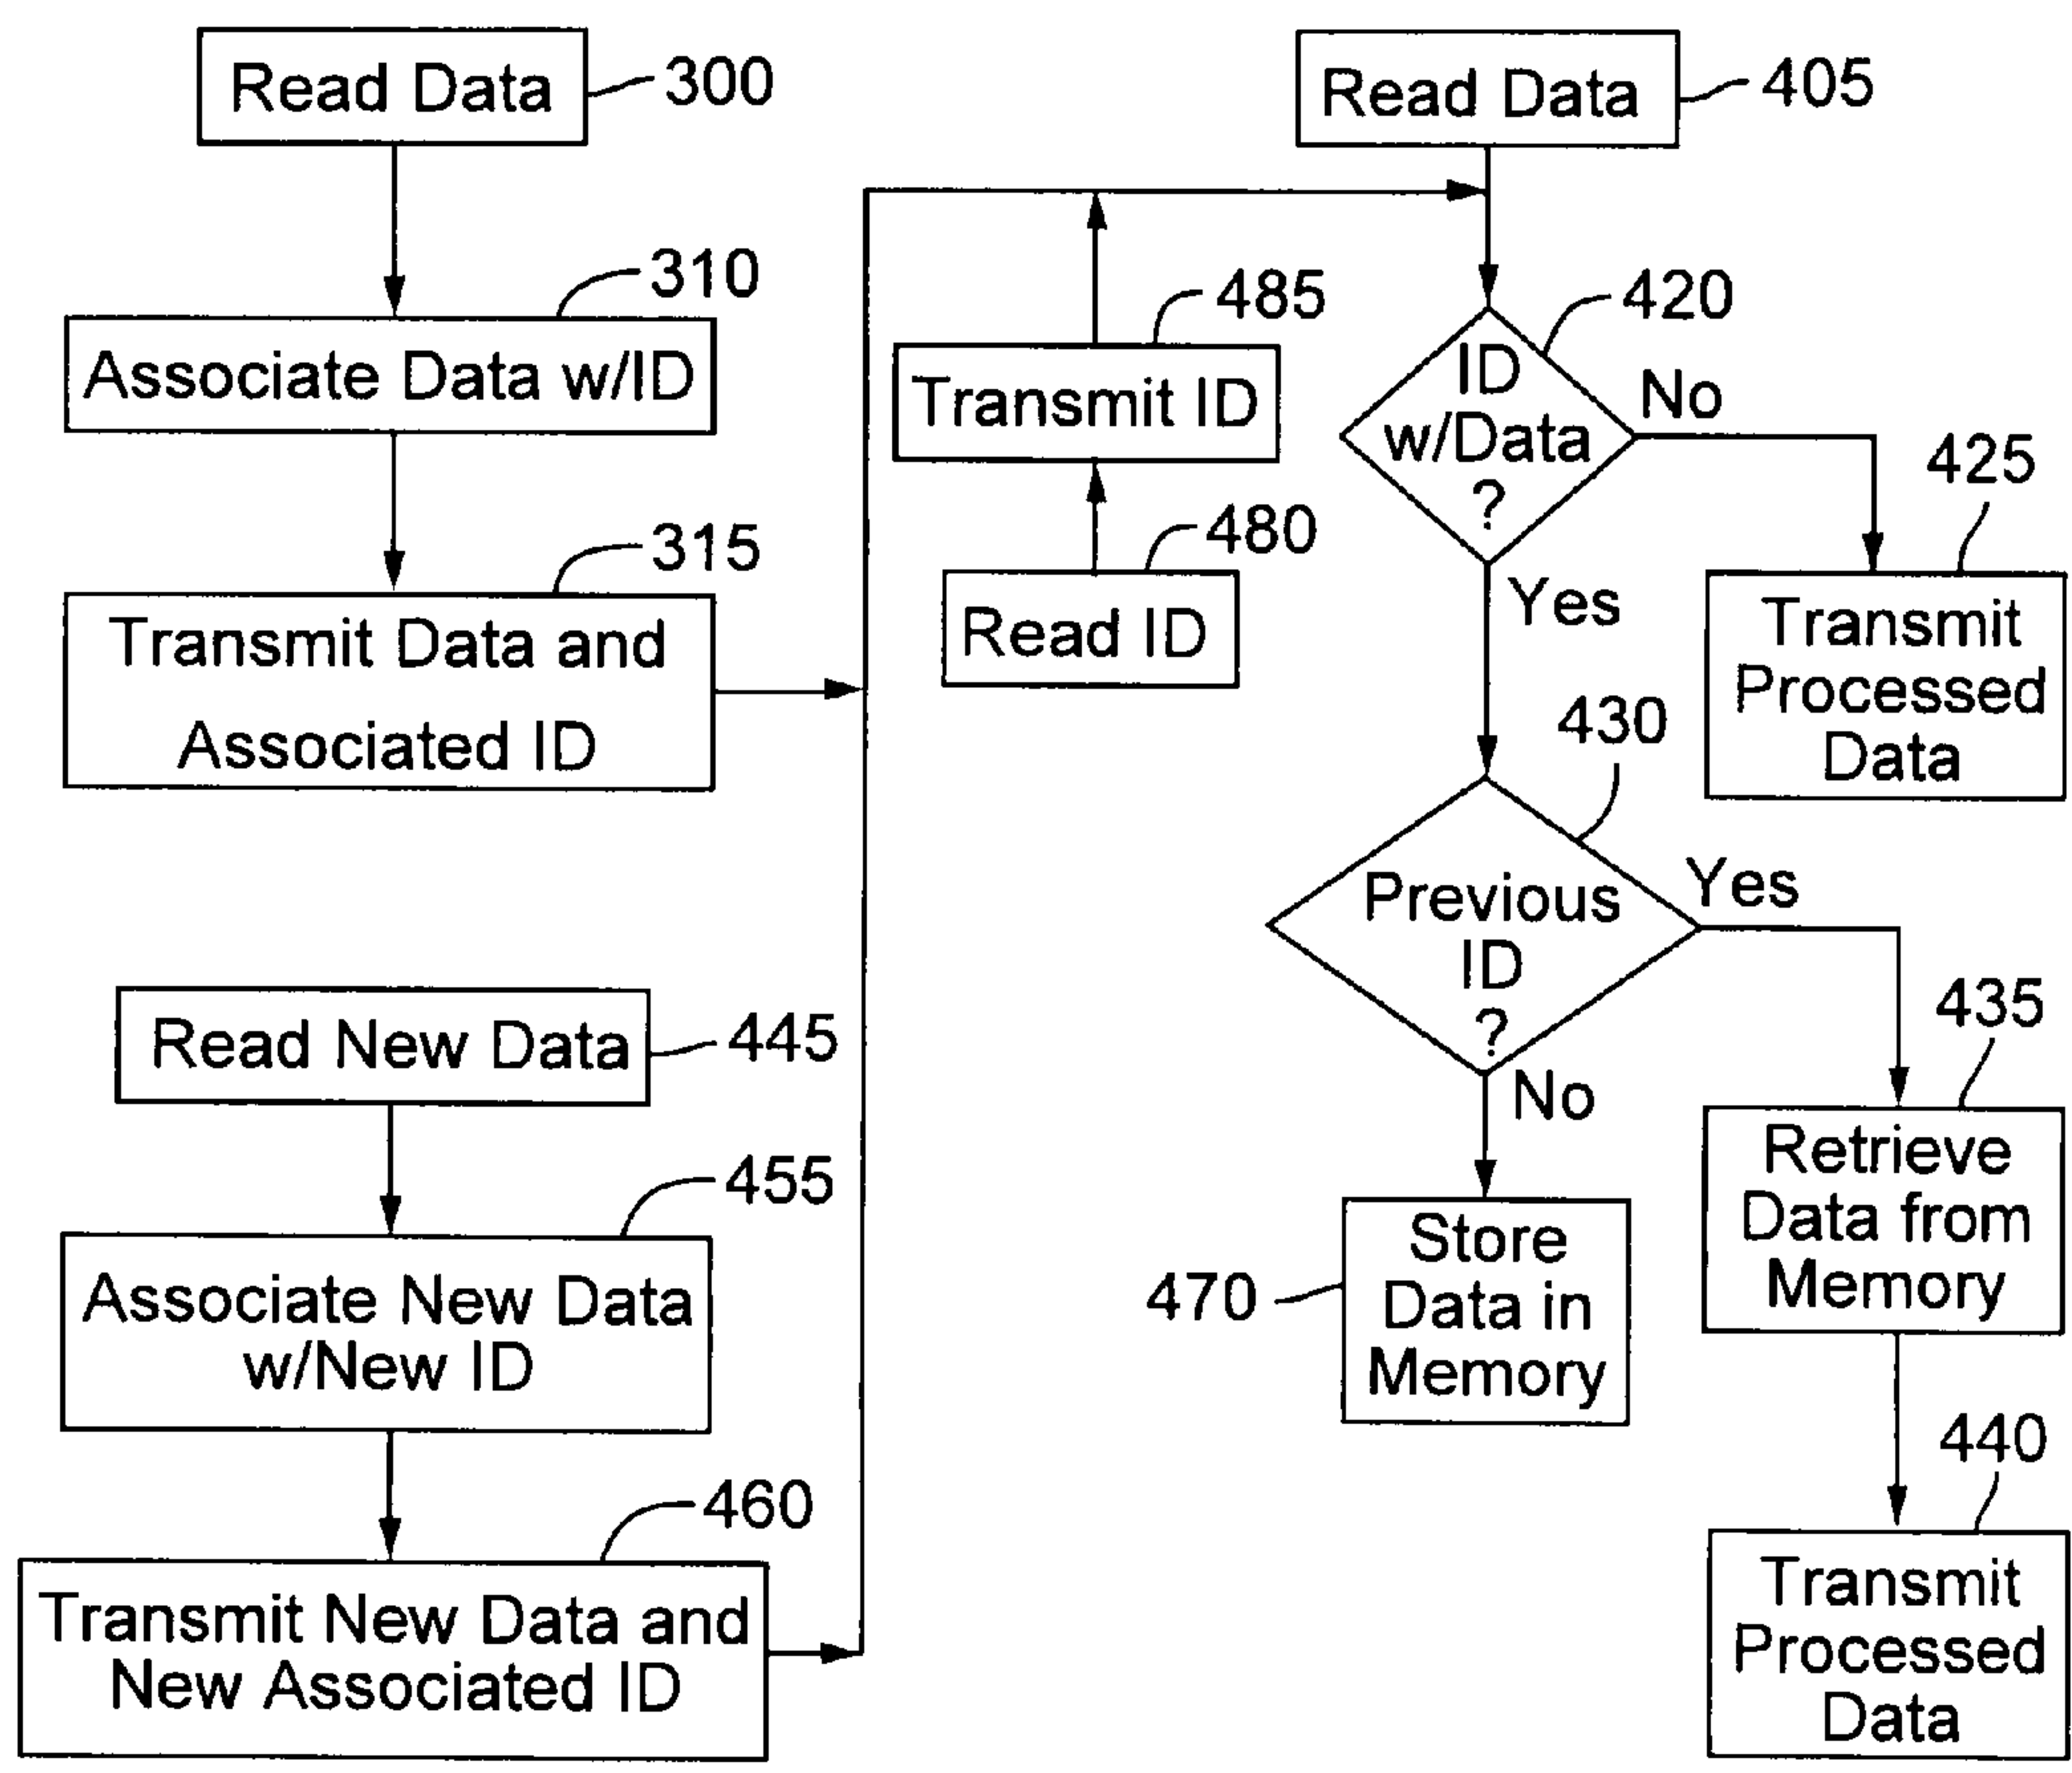 Read Data
300
Associate Data w/ID
310
Transmit Data and
Associated ID
315
Read New Data
445
Associate New Data
w/New ID
455
Transmit New Data and
New Associated ID
460
Transmit ID
485
Read ID
480
Read Data
405
ID
w/Data
?
420
No
Yes
425
Transmit
Processed
Data
430
Previous
ID
?
Yes
No
435
Retrieve
Data from
Memory
470
Store
Data in
Memory
440
Transmit
Processed
Data